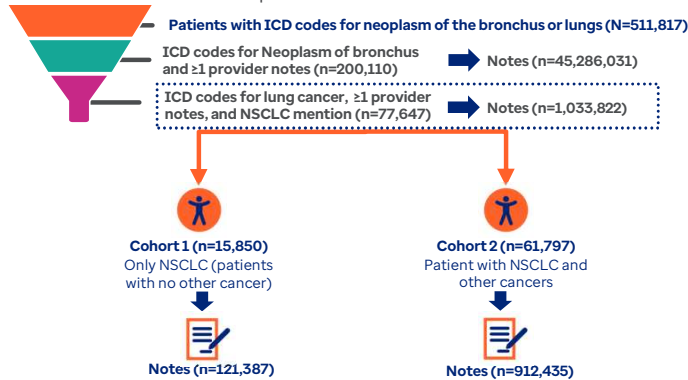 Patients with ICD codes for neoplasm of the bronchus or lungs (N=511,817)
ICD codes for Neoplasm of bronchus
and ≥1 provider notes (n=200,110)
Notes (n=45,286,031)
ICD codes for lung cancer, ≥1 provider
notes, and NSCLC mention (n=77,647)
Notes (n=1,033,822)
Cohort 1 (n=15,850)
Only NSCLC (patients
with no other cancer)
Notes (n=121,387)
Cohort 2 (n=61,797)
Patient with NSCLC and
other cancers
Notes (n=912,435)